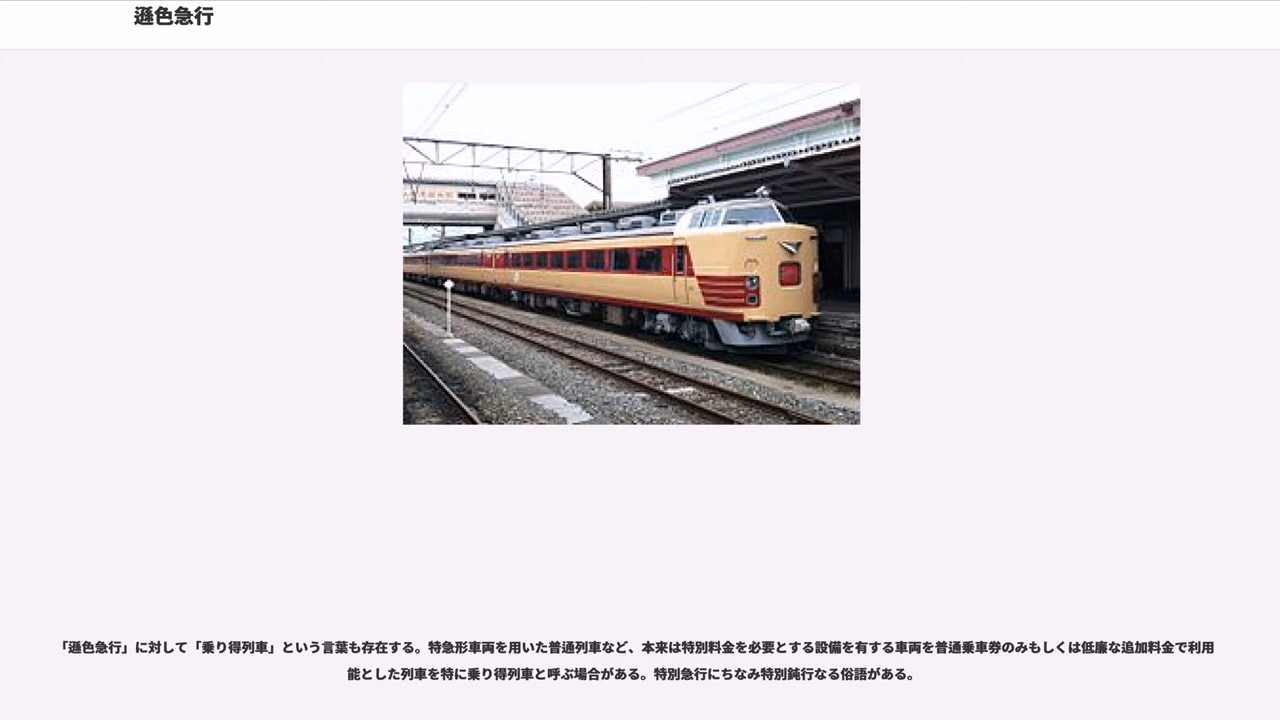 遜色急行
「遜色急行」に対して「乗り得列車」という言葉も存在する。特急形車両を用いた普通列車など、本来は特別料金を必要とする設備を有する車両を普通乗車券のみもしくは低廉な追加料金で利用
能とした列車を特に乗り得列車と呼ぶ場合がある。特別急行にちなみ特別鈍行なる俗語がある。